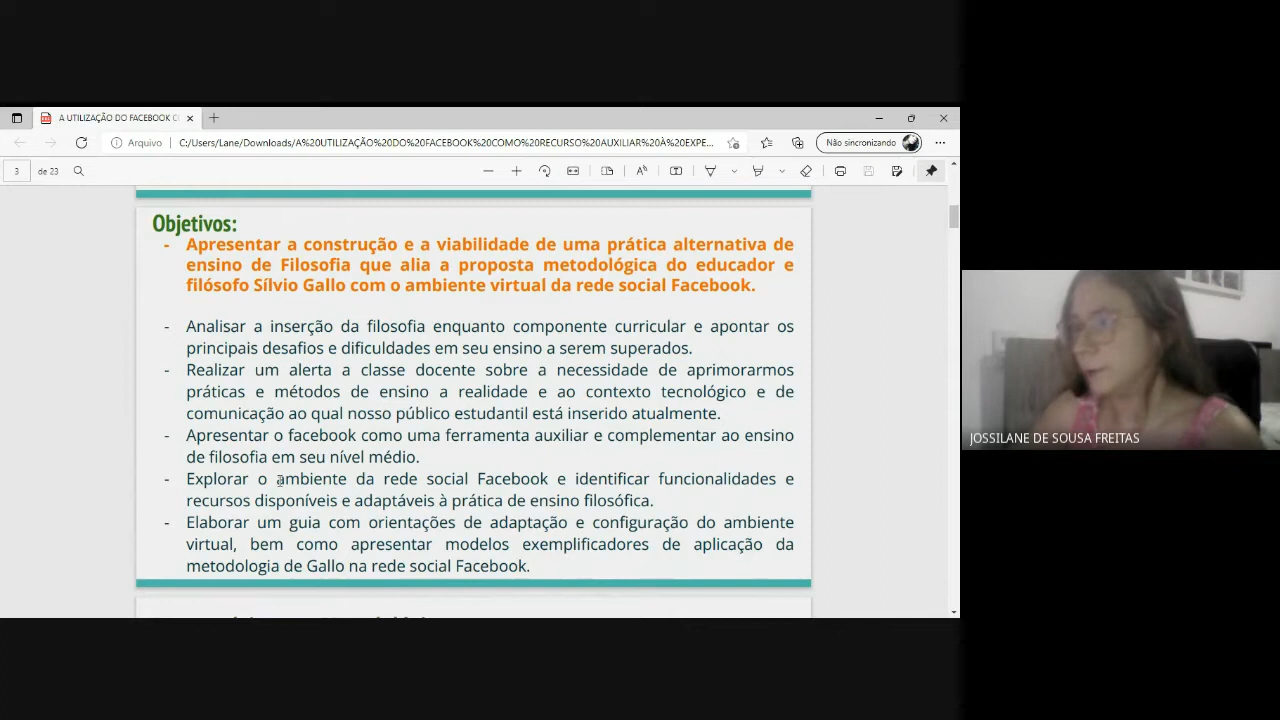 A UTILIZAÇÃO DO FACEBOOK C
Arquivo
C:/Users/Lane/Downloads/A%20UTILIZAÇÃO%20DO%20FACEBOOK%20COMO%20RECURSO%20AUXILIAR%20À%20EXPE...
Não sincronizando
3
de 23
Objetivos:
- Apresentar a construção e a viabilidade de uma prática alternativa de
ensino de Filosofia que alia a proposta metodológica do educador e
filósofo Sílvio Gallo com o ambiente virtual da rede social Facebook.
- Analisar a inserção da filosofia enquanto componente curricular e apontar os
principais desafios e dificuldades em seu ensino a serem superados.
- Realizar um alerta a classe docente sobre a necessidade de aprimorarmos
práticas e métodos de ensino a realidade e ao contexto tecnológico e de
comunicação ao qual nosso público estudantil está inserido atualmente.
- Apresentar o facebook como uma ferramenta auxiliar e complementar ao ensino
de filosofia em seu nível médio.
- Explorar o ambiente da rede social Facebook e identificar funcionalidades e
recursos disponíveis e adaptáveis à prática de ensino filosófica.
- Elaborar um guia com orientações de adaptação e configuração do ambiente
virtual, bem como apresentar modelos exemplificadores de aplicação da
metodologia de Gallo na rede social Facebook.
JOSSILANE DE SOUSA FREITAS